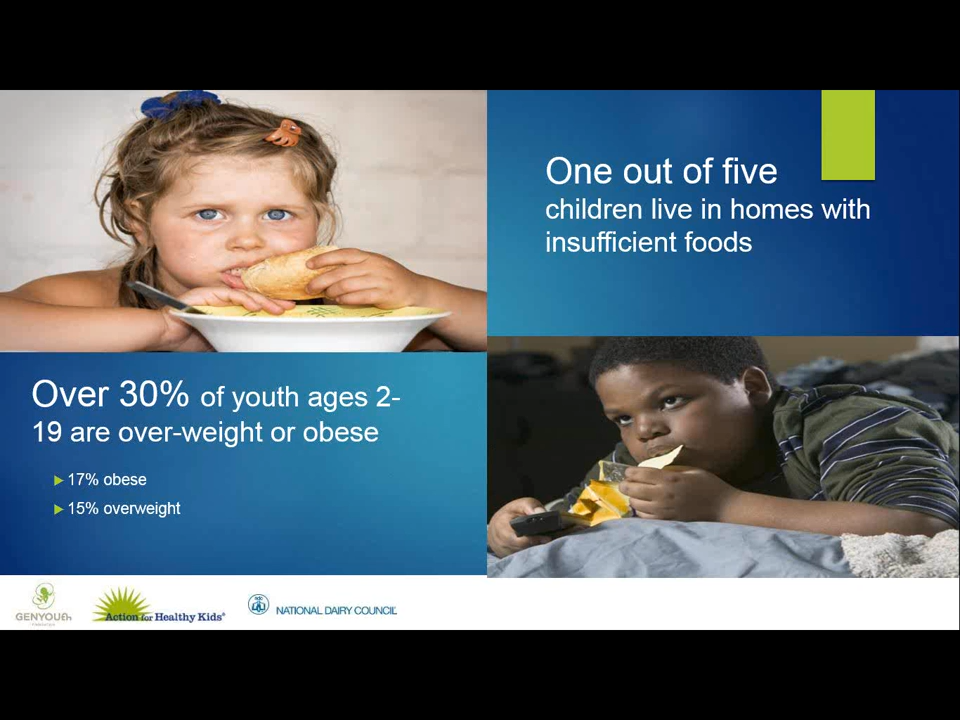 One out of five
children live in homes with
insufficient foods
Over 30% of youth ages 2-
19 are over-weight or obese
17% obese
15% overweight
GENYOUth
Action for Healthy Kids®
NATIONAL DAIRY COUNCIL